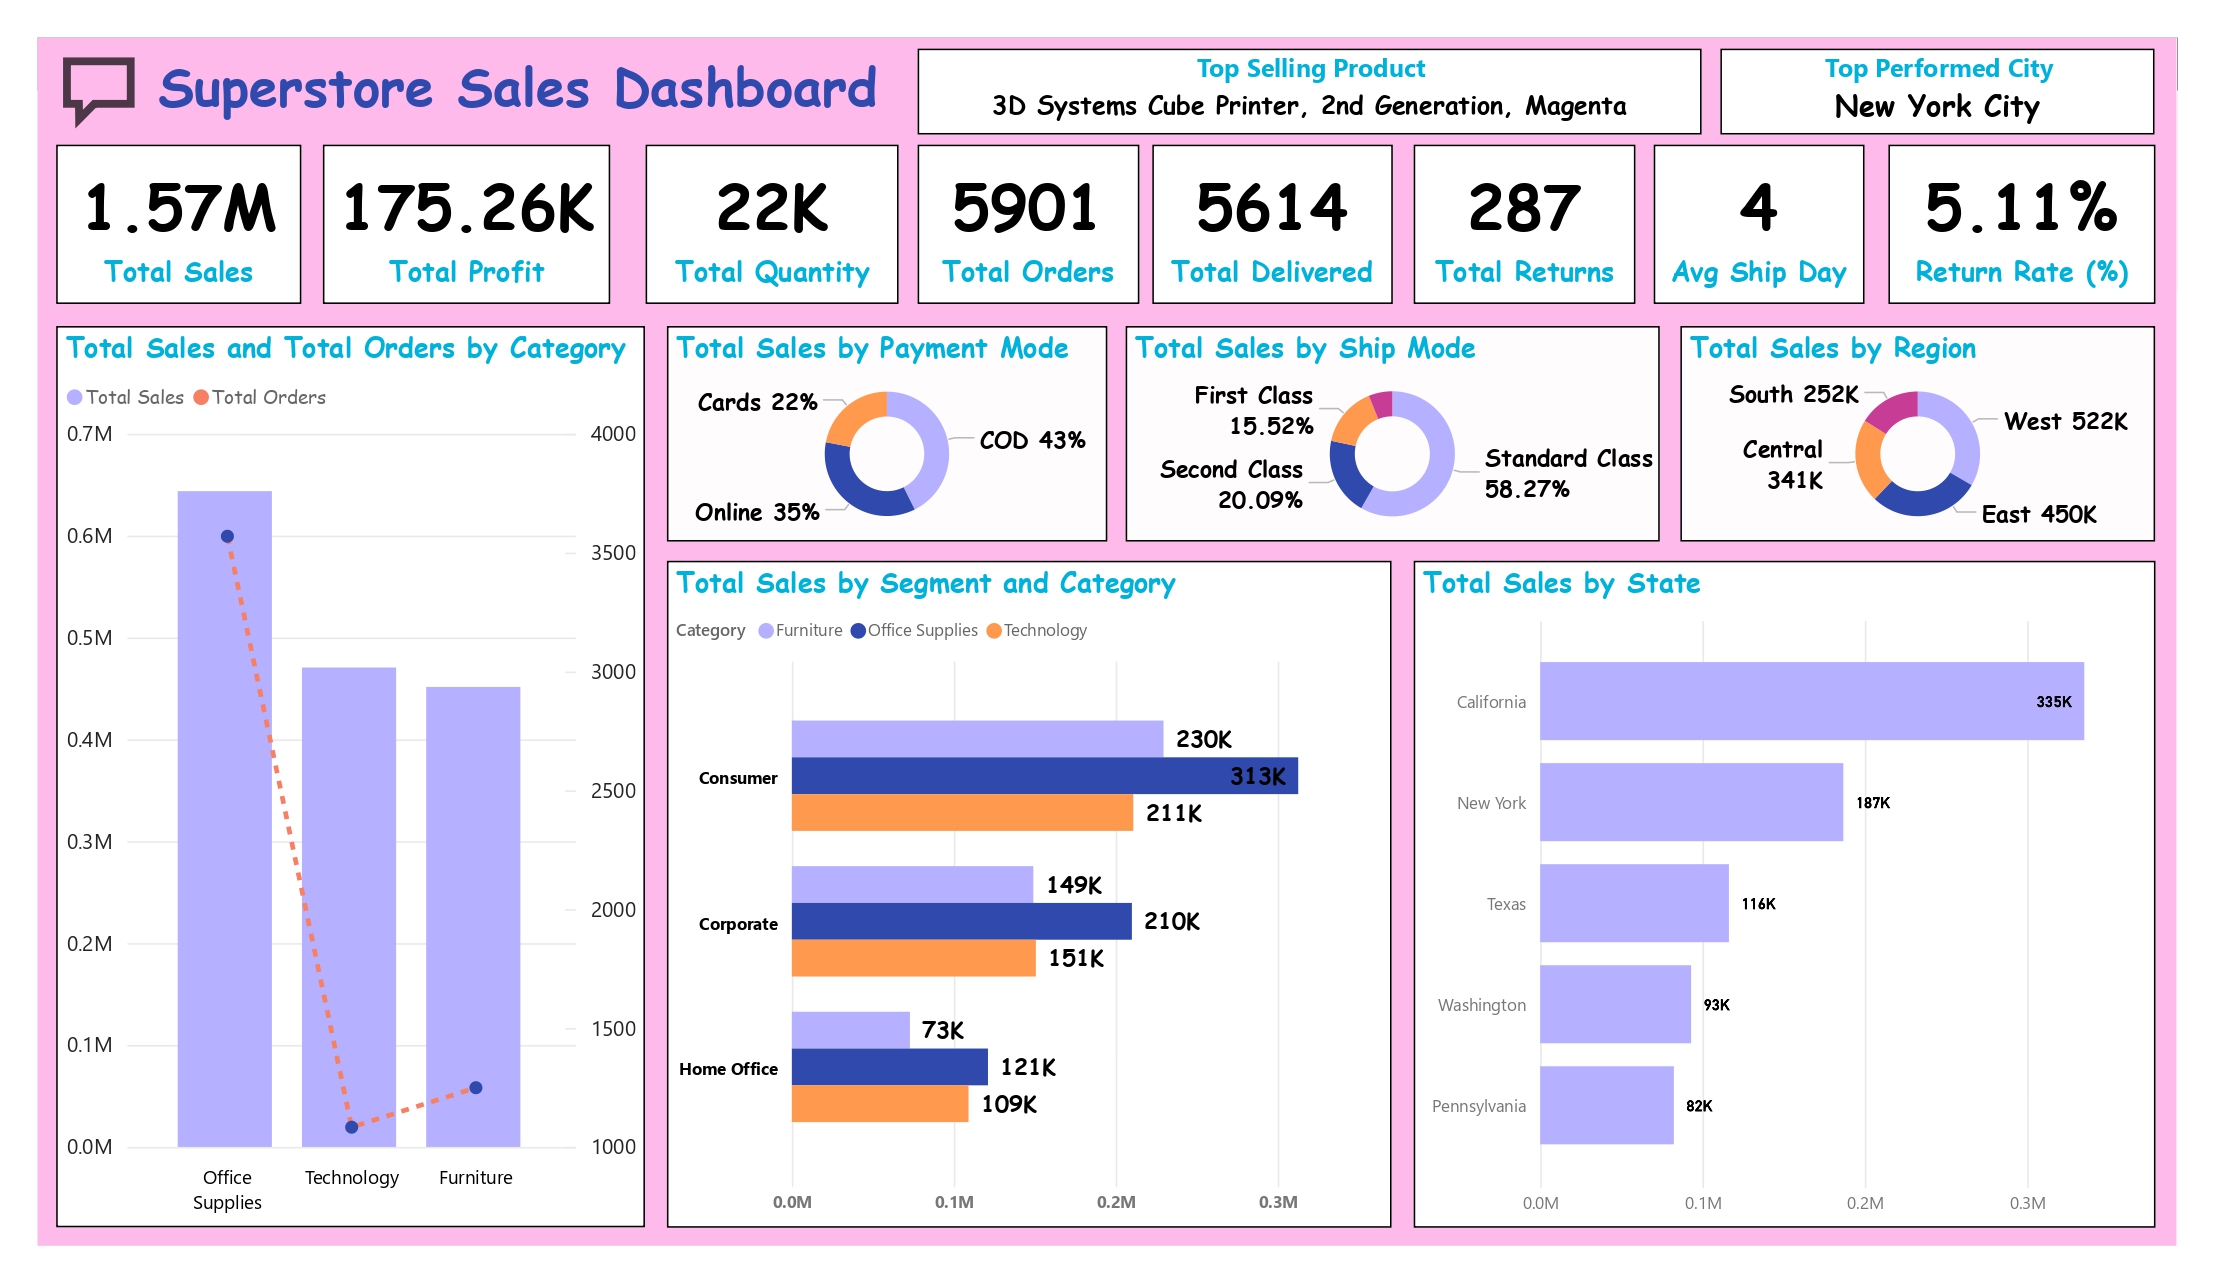 Superstore Sales Dashboard
Top Selling Product
3D Systems Cube Printer, 2nd Generation, Magenta
Top Performed City
New York City
1.57M
Total Sales
175.26K
Total Profit
22K
Total Quantity
5901
Total Orders
5614
Total Delivered
287
Total Returns
4
Avg Ship Day
5.11%
Return Rate (%)
Total Sales and Total Orders by Category
Total Sales Total Orders
0.7M
0.6M
0.5M
0.4M
0.3M
0.2M
0.1M
0.0M
4000
3500
3000
2500
2000
1500
1000
Office
Supplies
Technology
Furniture
Total Sales by Payment Mode
Cards 22%
COD 43%
Online 35%
Total Sales by Ship Mode
First Class
15.52%
Second Class
20.09%
Standard Class
58.27%
Total Sales by Region
South 252K
West 522K
Central
341K
East 450K
Total Sales by Segment and Category
Category Furniture Office Supplies Technology
Consumer
230K
313K
211K
Corporate
149K
210K
151K
Home Office
73K
121K
109K
0.0M 0.1M 0.2M 0.3M
Total Sales by State
California 335K
New York 187K
Texas 116K
Washington 93K
Pennsylvania 82K
0.0M 0.1M 0.2M 0.3M